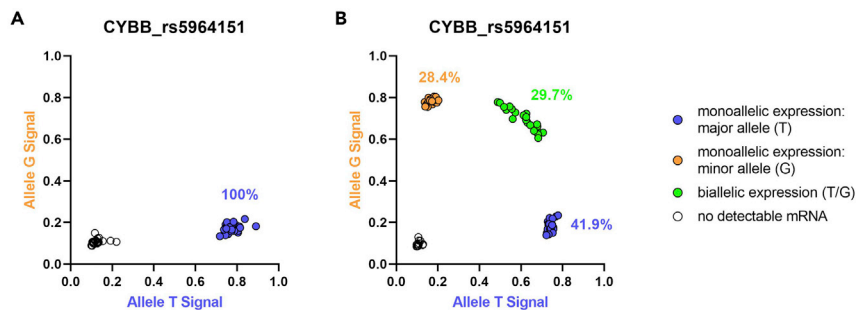 A
CYBB_rs5964151
Allele G Signal
1.0
0.8
0.6
0.4
0.2
0.0
100%
0.0 0.2 0.4 0.6 0.8 1.0
Allele T Signal
B
CYBB_rs5964151
Allele G Signal
1.0
0.8
0.6
0.4
0.2
0.0
28.4%
29.7%
41.9%
0.0 0.2 0.4 0.6 0.8 1.0
Allele T Signal
monoallelic expression:
major allele (T)
monoallelic expression:
minor allele (G)
biallelic expression (T/G)
no detectable mRNA